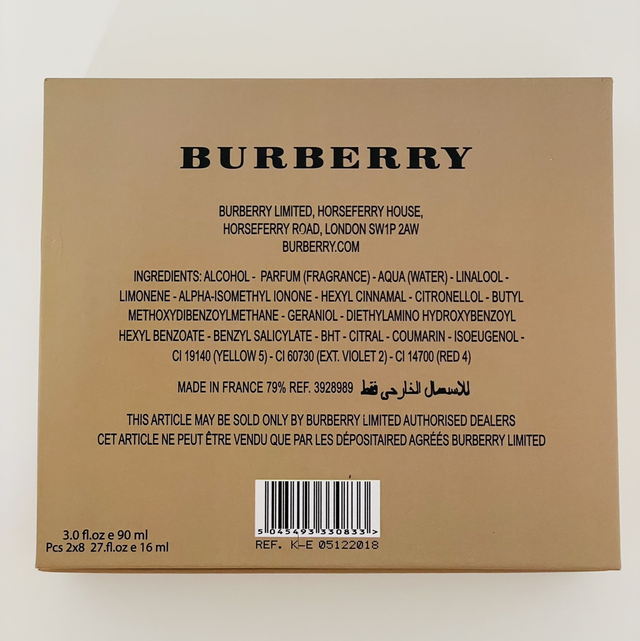 BURBERRY
BURBERRY LIMITED, HORSEFERRY HOUSE,
HORSEFERRY ROAD, LONDON SW1P 2AW
BURBERRY.COM
INGREDIENTS: ALCOHOL - PARFUM (FRAGRANCE) - AQUA (WATER) - LINALOOL -
LIMONENE - ALPHA-ISOMETHYL IONONE - HEXYL CINNAMAL - CITRONELLOL - BUTYL
METHOXYDIBENZOYLMETHANE - GERANIOL - DIETHYLAMINO HYDROXYBENZOYL
HEXYL BENZOATE - BENZYL SALICYLATE - BHT - CITRAL - COUMARIN - ISOEUGENOL -
CI 19140 (YELLOW 5) - CI 60730 (EXT. VIOLET 2) - CI 14700 (RED 4)
MADE IN FRANCE 79% REF. 3928989 للاستعمال الخارجي فقط
THIS ARTICLE MAY BE SOLD ONLY BY BURBERRY LIMITED AUTHORISED DEALERS
CET ARTICLE NE PEUT ÊTRE VENDU QUE PAR LES DÉPOSITAIRED AGRÉÉS BURBERRY LIMITED
5 045493 330833 >
REF. K-E 05122018
3.0 fl.oz e 90 ml
Pcs 2x8 27.fl.oz e 16 ml